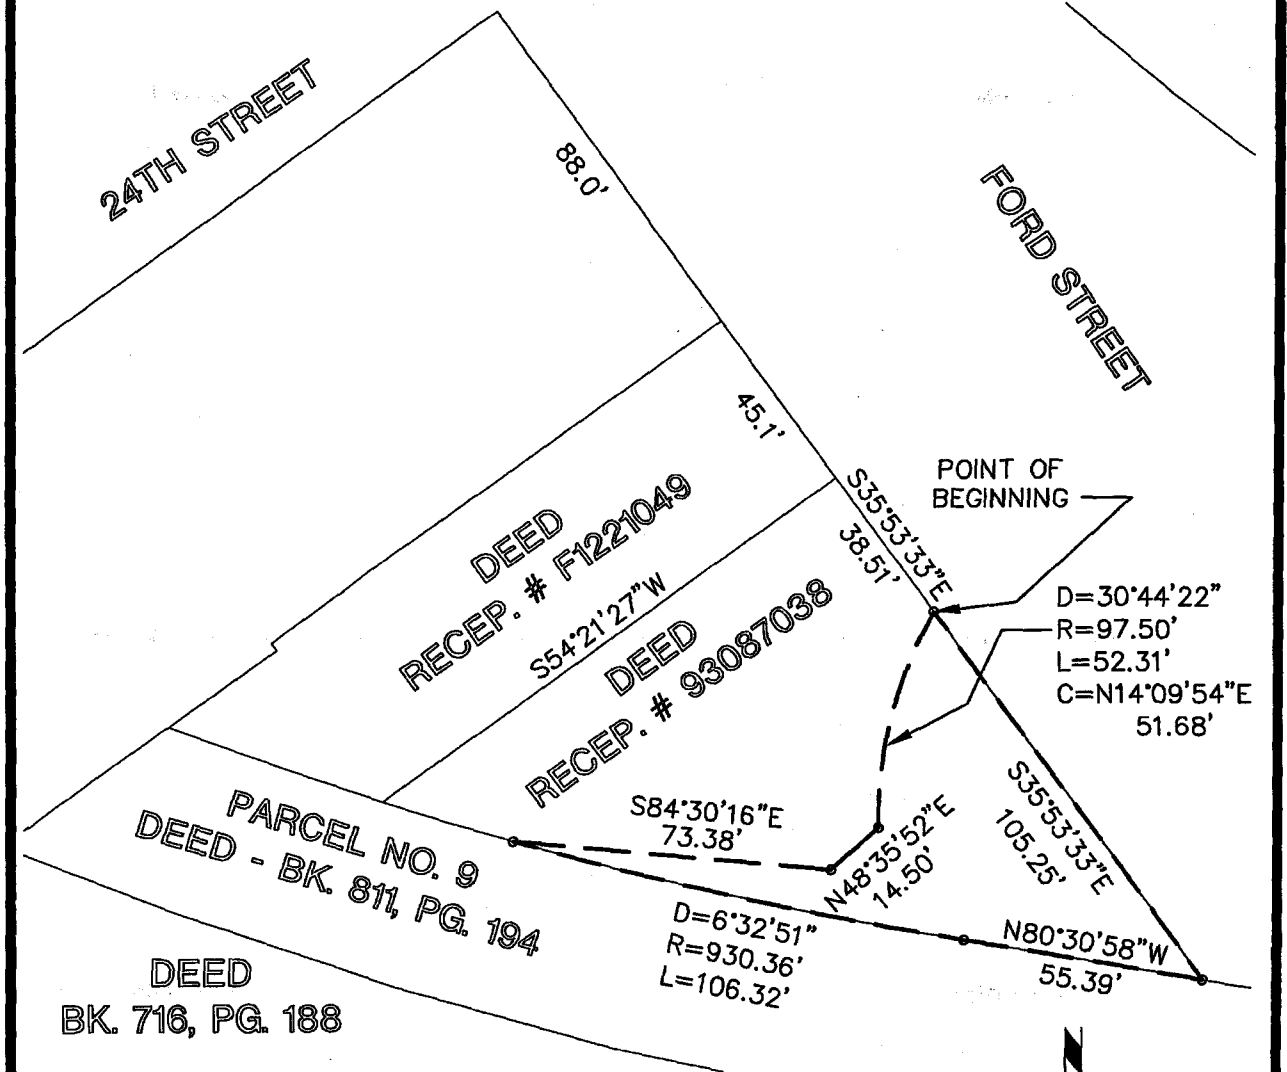 24TH STREET
88.0'
FORD STREET
45.1'
S35°53'33"E
38.51'
POINT OF
BEGINNING
DEED
RECEP. # F1221049
S54°21'27"W
DEED
RECEP. # 93087038
D=30°44'22"
R=97.50'
L=52.31'
C=N14°09'54"E
51.68'
S35°53'33"E
105.25'
S84°30'16"E
73.38'
N48°35'52"E
14.50'
PARCEL NO. 9
DEED - BK. 811, PG. 194
D=6°32'51"
R=930.36'
L=106.32'
N80°30'58"W
55.39'
DEED
BK. 716, PG. 188
N